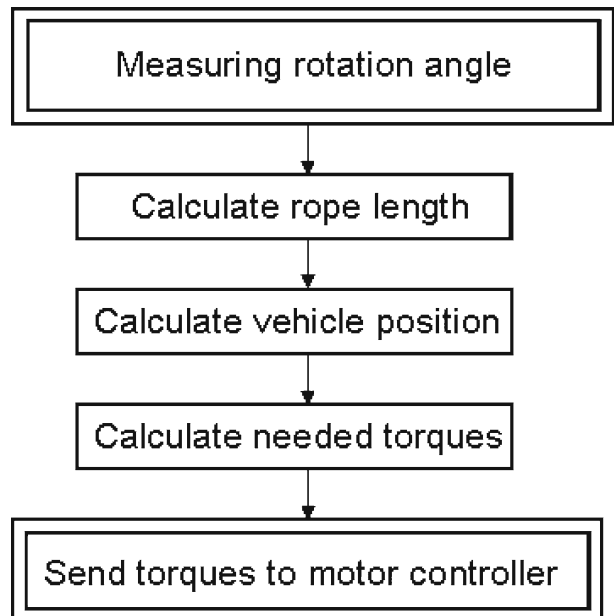 Measuring rotation angle
Calculate rope length
Calculate vehicle position
Calculate needed torques
Send torques to motor controller